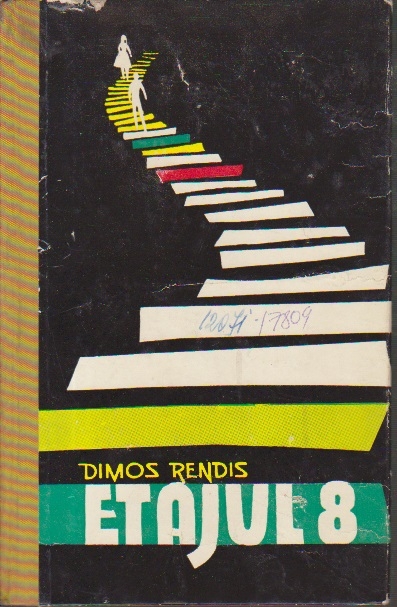 DIMOS RENDIS
ETAJUL 8